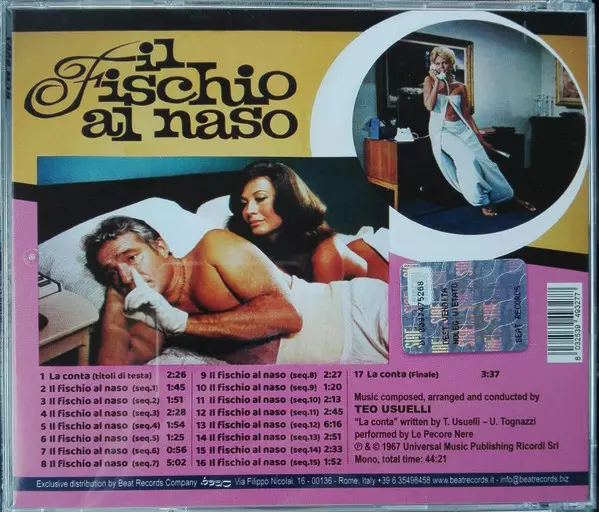 il
Fischio
al naso
1 La conta (titoli di testa) 2:26
2 Il fischio al naso (seq.1) 1:45
3 Il fischio al naso (seq.2) 1:51
4 Il fischio al naso (seq.3) 2:28
5 Il fischio al naso (seq.4) 1:54
6 Il fischio al naso (seq.5) 1:25
7 Il fischio al naso (seq.6) 0:56
8 Il fischio al naso (seq.7) 5:02
9 Il fischio al naso (seq.8) 2:27
10 Il fischio al naso (seq.9) 1:20
11 Il fischio al naso (seq.10) 2:13
12 Il fischio al naso (seq.11) 2:45
13 Il fischio al naso (seq.12) 6:16
14 Il fischio al naso (seq.13) 2:51
15 Il fischio al naso (seq.14) 2:33
16 Il fischio al naso (seq.15) 1:52
17 La conta (Finale) 3:37
Music composed, arranged and conducted by
TEO USUELLI
“La conta” written by T. Usuelli – U. Tognazzi
performed by Le Pecore Nere
℗ & © 1967 Universal Music Publishing Ricordi Srl
Mono, total time: 44:21
BEAT RECORDS
8 032539 493277
Exclusive distribution by Beat Records Company Beat Via Filippo Nicolai, 16 - 00136 - Rome, Italy +39 6 35498458 - www.beatrecords.it - info@beatrecords.biz